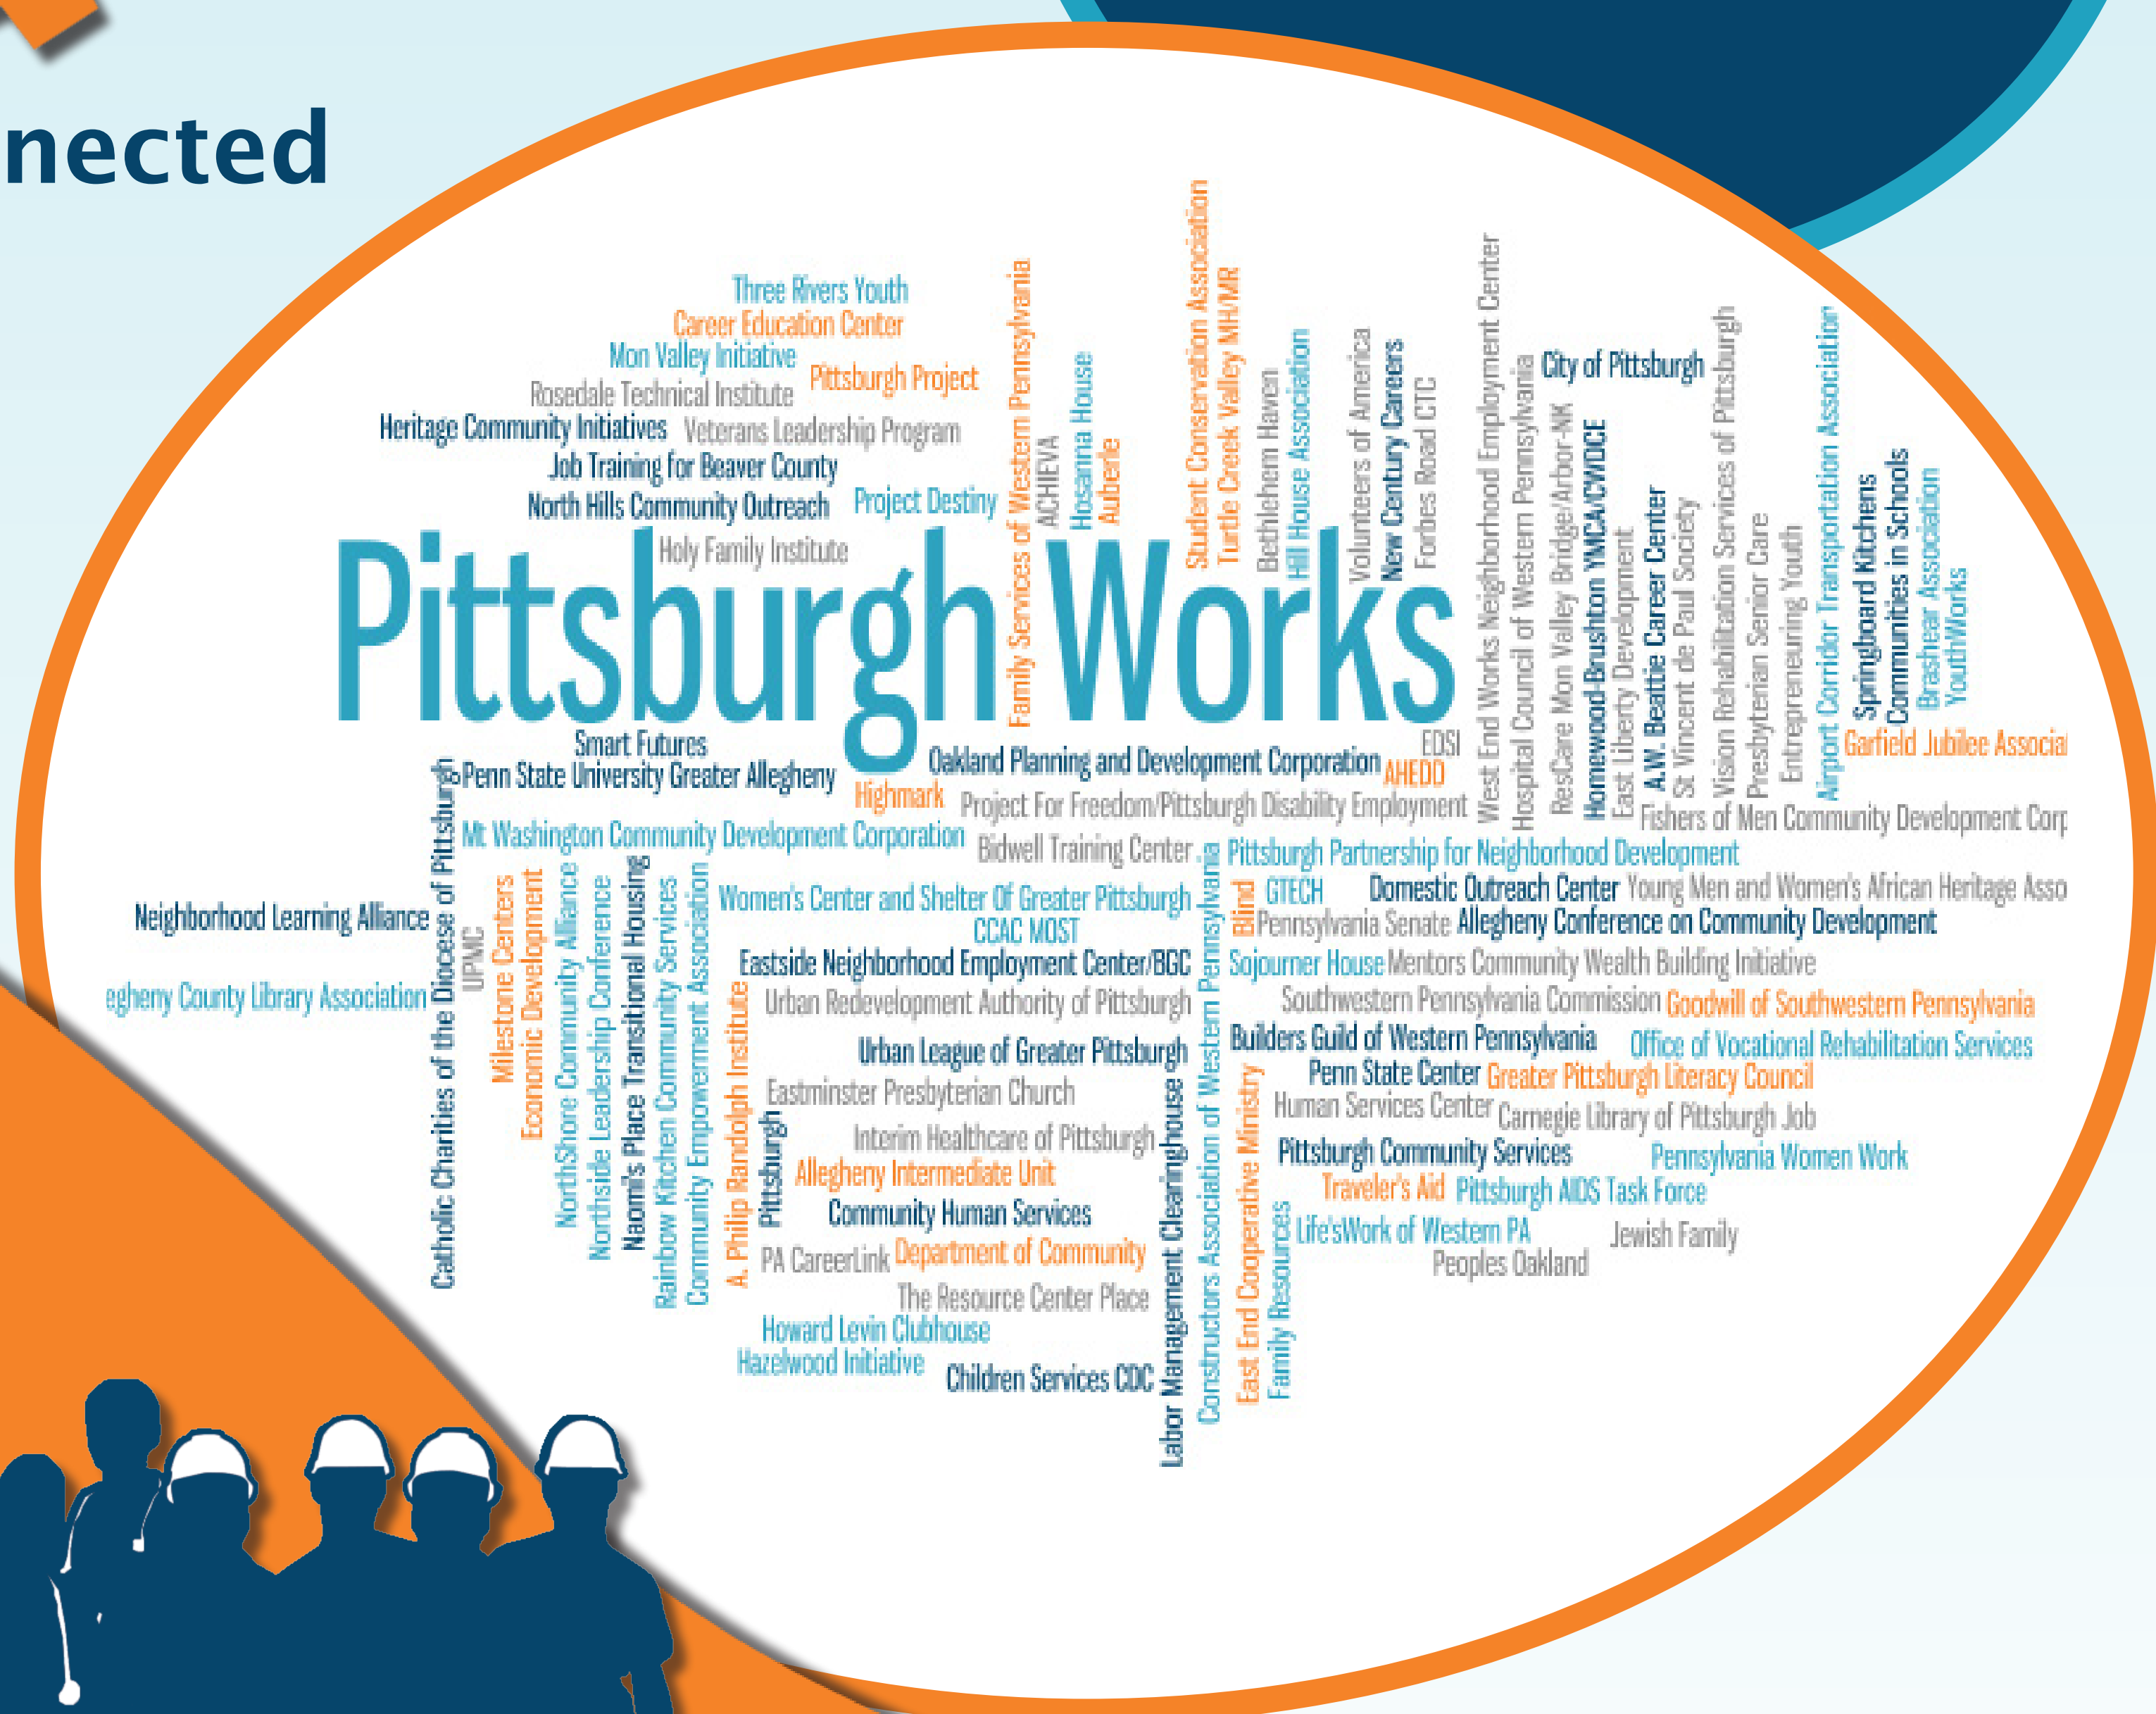 nected
Three Rivers Youth
Career Education Center
Mon Valley Initiative
Pittsburgh Project
Rosedale Technical Institute
Heritage Community Initiatives
Veterans Leadership Program
Job Training for Beaver County
North Hills Community Outreach
Project Destiny
Holy Family Institute
Pittsburgh Works
Family Services of Western Pennsylvania
ACHIEVA
Hosanna House
Auberle
Student Conservation Association
Turtle Creek Valley MH/MR
Bethlehem Haven
Hill House Association
Volunteers of America
New Century Careers
Forbes Road CTC
West End Works Neighborhood Employment Center
Hospital Council of Western Pennsylvania
City of Pittsburgh
ResCare Mon Valley Bridge/Arbor-NK
Homewood-Brushton YMCA/CWDCE
East Liberty Development
A.W. Beattie Career Center
St Vincent de Paul Society
Vision Rehabilitation Services of Pittsburgh
Presbyterian Senior Care
Entrepreneuring Youth
Airport Corridor Transportation Association
Springboard Kitchens
Communities in Schools
Brashear Association
YouthWorks
Garfield Jubilee Associat
Smart Futures
Penn State University Greater Allegheny
Oakland Planning and Development Corporation
EDSI
AHEDD
Highmark
Project For Freedom/Pittsburgh Disability Employment
Fishers of Men Community Development Corp
Mt Washington Community Development Corporation
Bidwell Training Center
Pittsburgh Partnership for Neighborhood Development
Neighborhood Learning Alliance
egheny County Library Association
Catholic Charities of the Diocese of Pittsburgh
UPMC
Milestone Centers
Economic Development
NorthShore Community Alliance
Northside Leadership Conference
Naomi's Place Transitional Housing
Rainbow Kitchen Community Services
Community Empowerment Association
A. Philip Randolph Institute
Pittsburgh
Women's Center and Shelter Of Greater Pittsburgh
CCAC MOST
Eastside Neighborhood Employment Center/BGC
Urban Redevelopment Authority of Pittsburgh
Urban League of Greater Pittsburgh
Eastminster Presbyterian Church
Interim Healthcare of Pittsburgh
Allegheny Intermediate Unit
Community Human Services
PA CareerLink
Department of Community
The Resource Center Place
Howard Levin Clubhouse
Hazelwood Initiative
Children Services CDC
Labor Management Clearinghouse
Constructors Association of Western Pennsylvania
Blind
GTECH
Domestic Outreach Center
Young Men and Women's African Heritage Asso
Pennsylvania Senate
Allegheny Conference on Community Development
Sojourner House
Mentors Community Wealth Building Initiative
Southwestern Pennsylvania Commission
Goodwill of Southwestern Pennsylvania
Builders Guild of Western Pennsylvania
Office of Vocational Rehabilitation Services
Penn State Center
Greater Pittsburgh Literacy Council
Human Services Center
Carnegie Library of Pittsburgh Job
Pittsburgh Community Services
Pennsylvania Women Work
Traveler's Aid
Pittsburgh AIDS Task Force
Life'sWork of Western PA
Jewish Family
Peoples Oakland
East End Cooperative Ministry
Family Resources